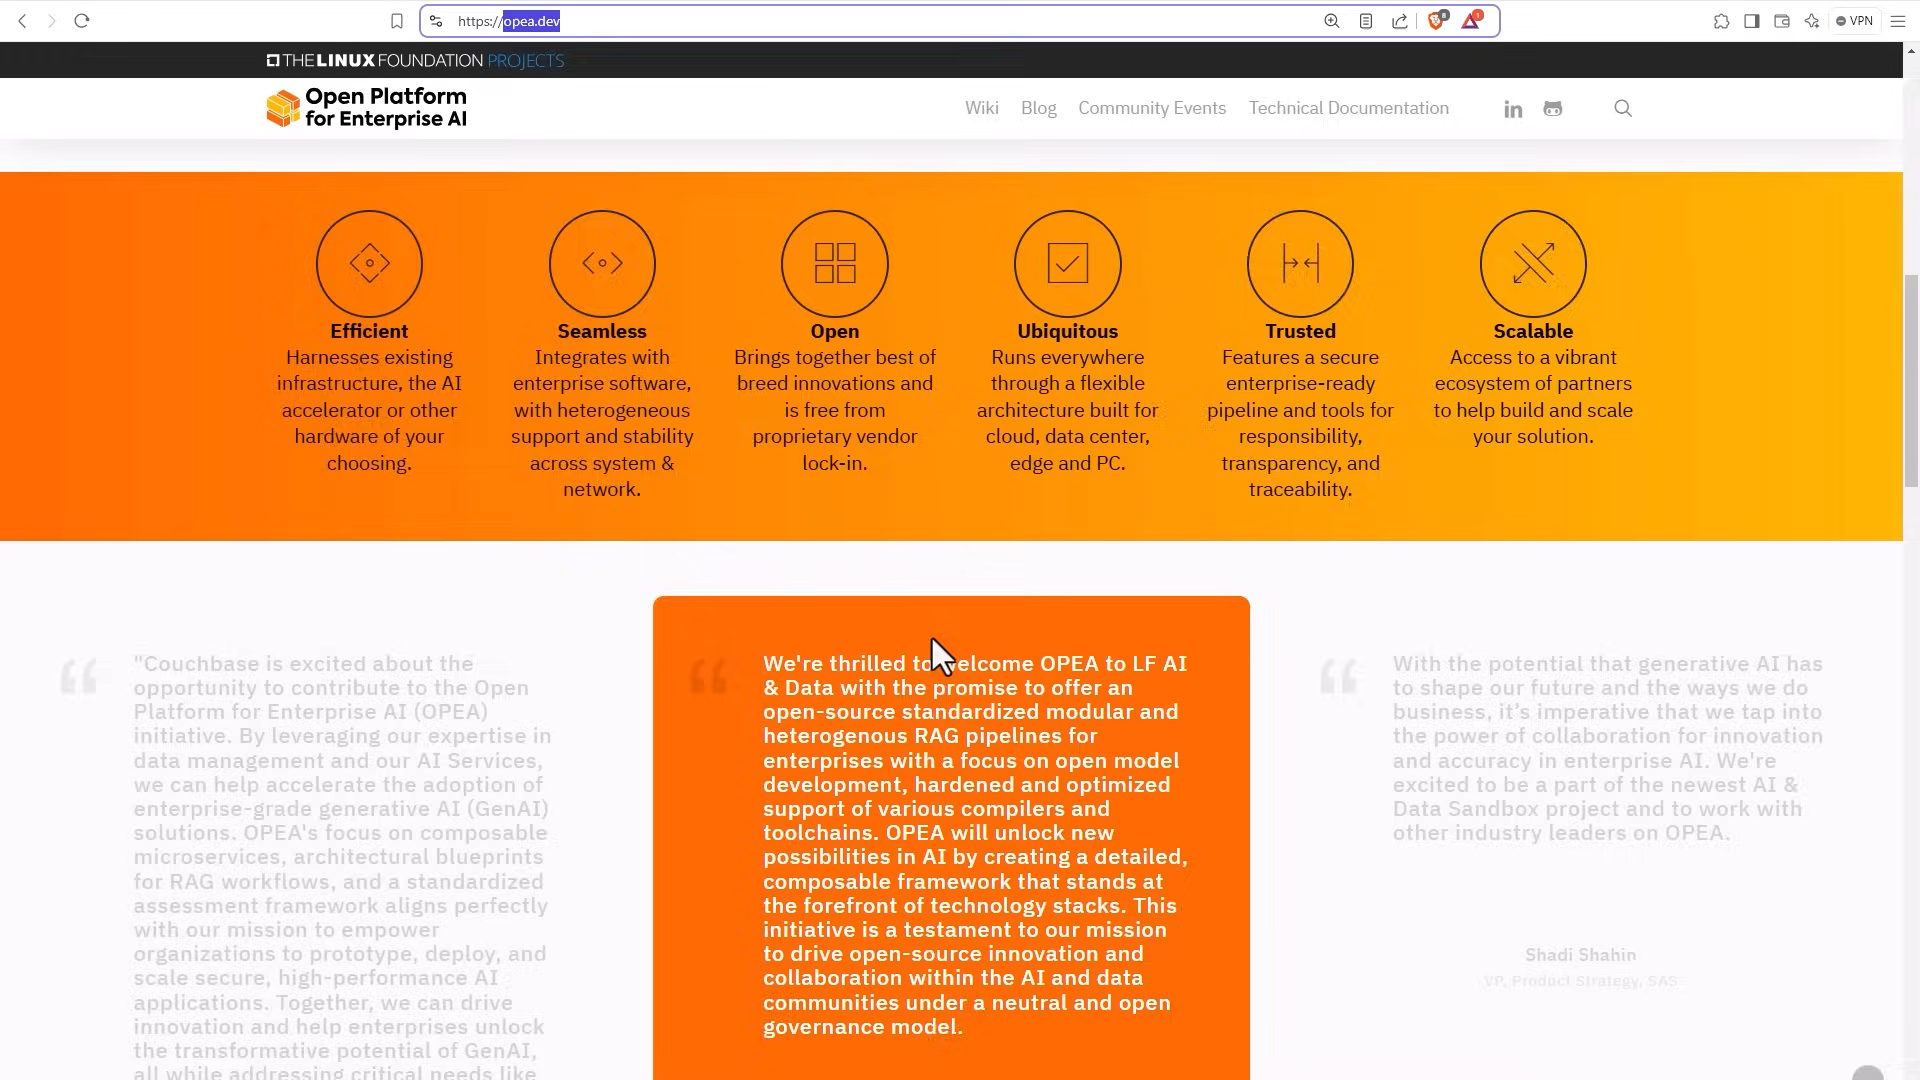 https://opea.dev
8
1
VPN
THE LINUX FOUNDATION PROJECTS
Open Platform
for Enterprise AI
Wiki
Blog
Community Events
Technical Documentation
Efficient
Harnesses existing
infrastructure, the AI
accelerator or other
hardware of your
choosing.
Seamless
Integrates with
enterprise software,
with heterogeneous
support and stability
across system &
network.
Open
Brings together best of
breed innovations and
is free from
proprietary vendor
lock-in.
Ubiquitous
Runs everywhere
through a flexible
architecture built for
cloud, data center,
edge and PC.
Trusted
Features a secure
enterprise-ready
pipeline and tools for
responsibility,
transparency, and
traceability.
Scalable
Access to a vibrant
ecosystem of partners
to help build and scale
your solution.
"Couchbase is excited about the
opportunity to contribute to the Open
Platform for Enterprise AI (OPEA)
initiative. By leveraging our expertise in
data management and our AI Services,
we can help accelerate the adoption of
enterprise-grade generative AI (GenAI)
solutions. OPEA's focus on composable
microservices, architectural blueprints
for RAG workflows, and a standardized
assessment framework aligns perfectly
with our mission to empower
organizations to prototype, deploy, and
scale secure, high-performance AI
applications. Together, we can drive
innovation and help enterprises unlock
the transformative potential of GenAI,
all while addressing critical needs like
We're thrilled to welcome OPEA to LF AI
& Data with the promise to offer an
open-source standardized modular and
heterogenous RAG pipelines for
enterprises with a focus on open model
development, hardened and optimized
support of various compilers and
toolchains. OPEA will unlock new
possibilities in AI by creating a detailed,
composable framework that stands at
the forefront of technology stacks. This
initiative is a testament to our mission
to drive open-source innovation and
collaboration within the AI and data
communities under a neutral and open
governance model.
With the potential that generative AI has
to shape our future and the ways we do
business, it’s imperative that we tap into
the power of collaboration for innovation
and accuracy in enterprise AI. We're
excited to be a part of the newest AI &
Data Sandbox project and to work with
other industry leaders on OPEA.
Shadi Shahin
VP, Product Strategy, SAS